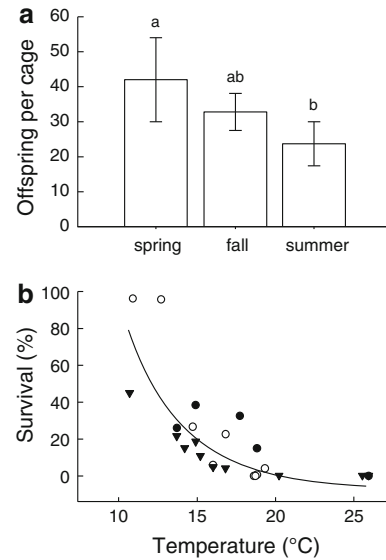 a
60
50
40
30
20
10
0
Offspring per cage
a
ab
b
spring fall summer
b
100
80
60
40
20
0
Survival (%)
10 15 20 25
Temperature (°C)